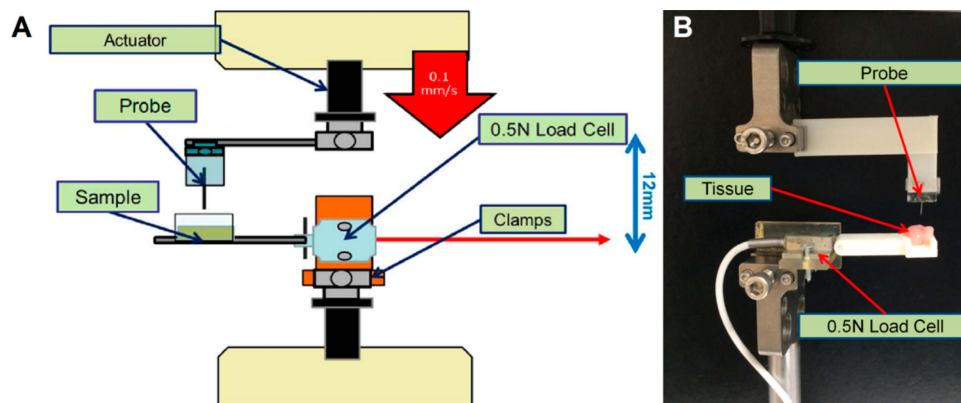 A
Actuator
0.1
mm/s
Probe
0.5N Load Cell
12mm
Sample
Clamps
B
Probe
Tissue
0.5N Load Cell